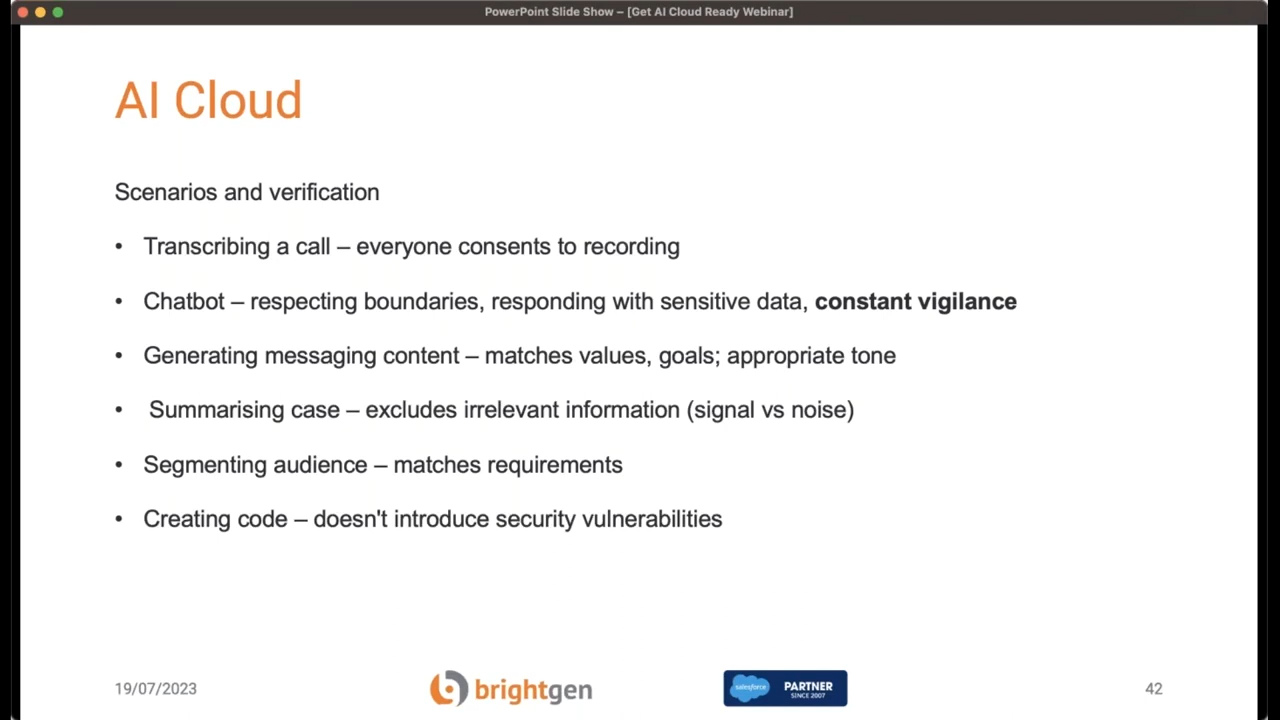 PowerPoint Slide Show – [Get AI Cloud Ready Webinar]
AI Cloud
Scenarios and verification
• Transcribing a call – everyone consents to recording
• Chatbot – respecting boundaries, responding with sensitive data, constant vigilance
• Generating messaging content – matches values, goals; appropriate tone
• Summarising case – excludes irrelevant information (signal vs noise)
• Segmenting audience – matches requirements
• Creating code – doesn't introduce security vulnerabilities
19/07/2023
brightgen
salesforce
PARTNER
SINCE 2007
42